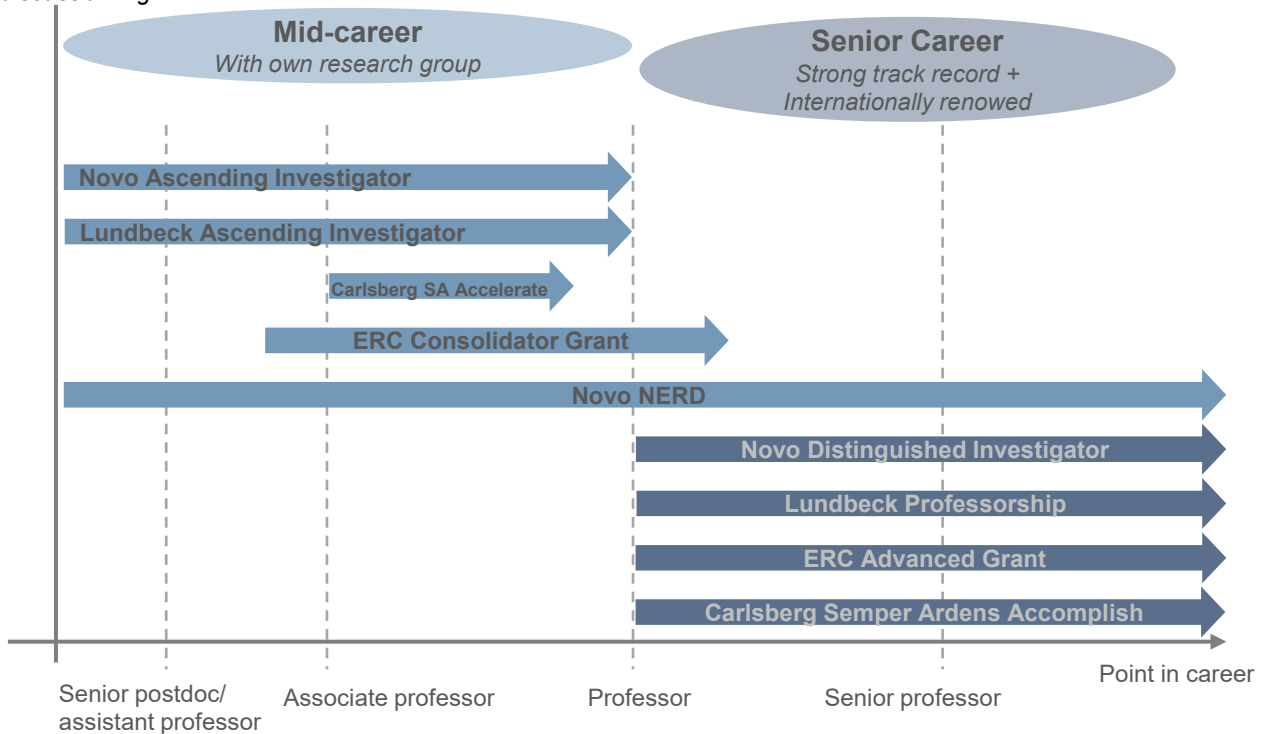 Mid-career
With own research group
Senior Career
Strong track record +
Internationally renowed
Novo Ascending Investigator
Lundbeck Ascending Investigator
Carlsberg SA Accelerate
ERC Consolidator Grant
Novo NERD
Novo Distinguished Investigator
Lundbeck Professorship
ERC Advanced Grant
Carlsberg Semper Ardens Accomplish
Point in career
Senior postdoc/
assistant professor
Associate professor
Professor
Senior professor